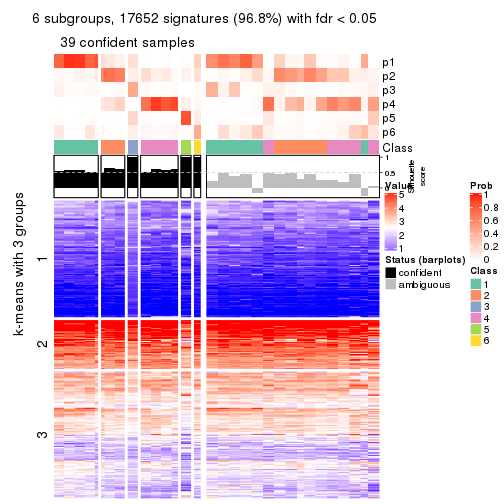 6 subgroups, 17652 signatures (96.8%) with fdr < 0.05
39 confident samples
p1
p2
p3
p4
p5
p6
Class
1
0.5
0
Silhouette
score
k-means with 3 groups
1
2
3
Value
5
4
3
2
1
Status (barplots)
confident
ambiguous
Prob
1
0.8
0.6
0.4
0.2
0
Class
1
2
3
4
5
6